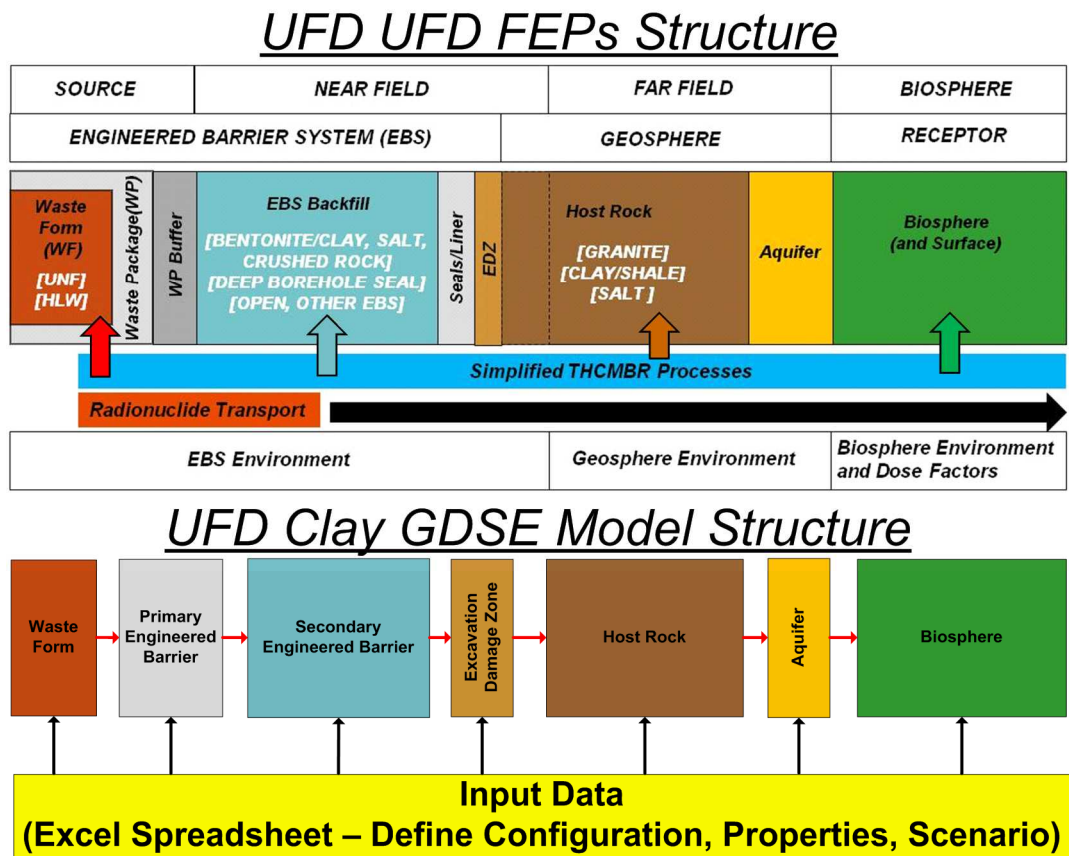 UFD UFD FEPs Structure
SOURCE
NEAR FIELD
FAR FIELD
BIOSPHERE
ENGINEERED BARRIER SYSTEM (EBS)
GEOSPHERE
RECEPTOR
Waste
Form
(WF)
[UNF]
[HLW]
Waste Package(WP)
WP Buffer
EBS Backfill
[BENTONITE/CLAY, SALT,
CRUSHED ROCK]
[DEEP BOREHOLE SEAL]
[OPEN, OTHER EBS]
Seals/Liner
EDZ
Host Rock
[GRANITE]
[CLAY/SHALE]
[SALT ]
Aquifer
Biosphere
(and Surface)
Simplified THCMBR Processes
Radionuclide Transport
EBS Environment
Geosphere Environment
Biosphere Environment
and Dose Factors
UFD Clay GDSE Model Structure
Waste
Form
Primary
Engineered
Barrier
Secondary
Engineered Barrier
Excavation
Damage Zone
Host Rock
Aquifer
Biosphere
Input Data
(Excel Spreadsheet – Define Configuration, Properties, Scenario)